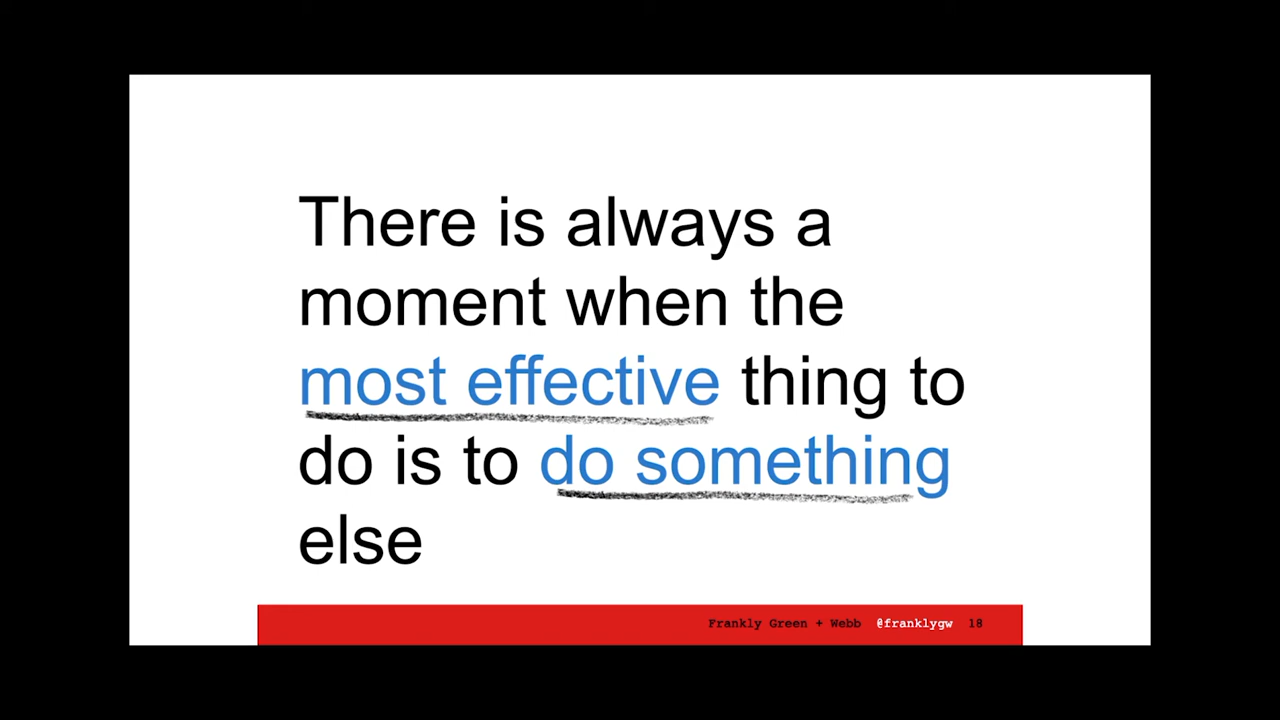 There is always a
moment when the
most effective thing to
do is to do something
else
Frankly Green + Webb @franklygw 18